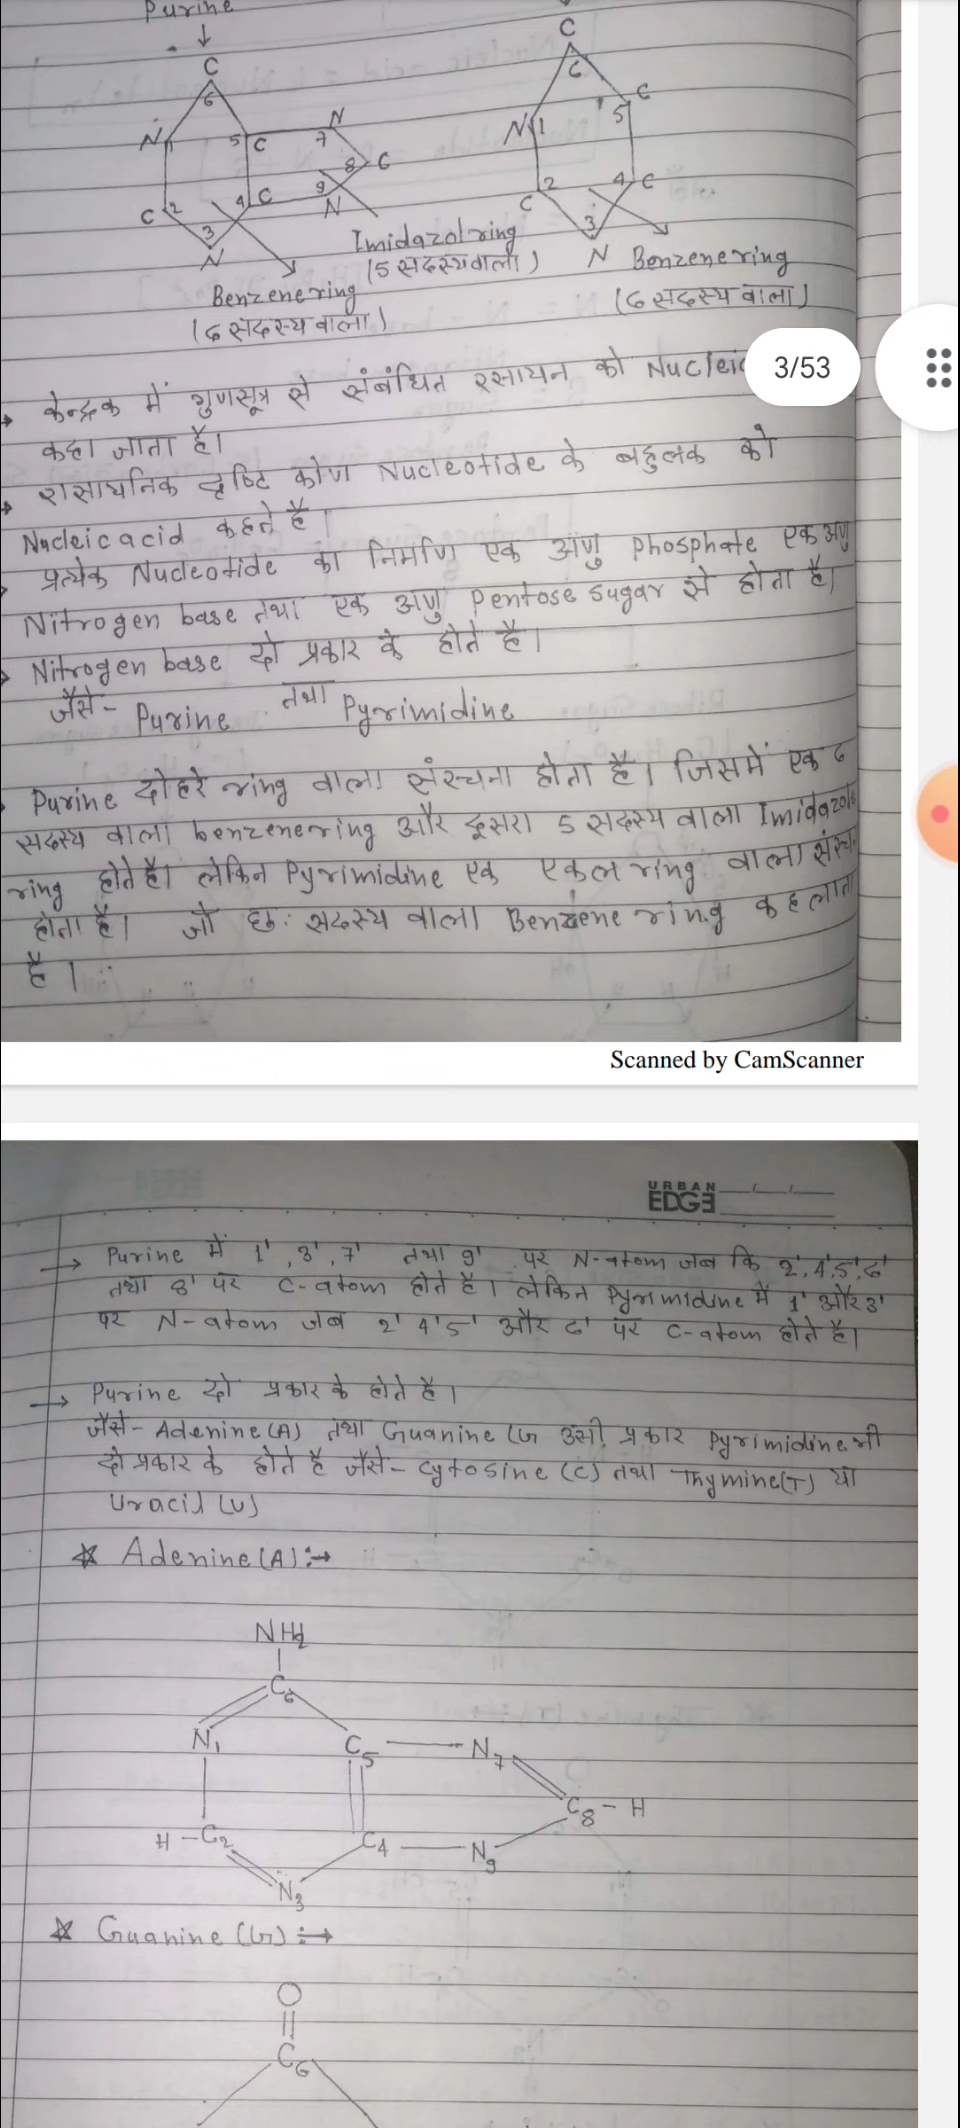 Purine
C
6
N 1
5 C
N
7
8 C
9
N
4 C
C 2
3
N
Imidazol ring
(5 सदस्य वाला)
Benzene ring
(6 सदस्य वाला)
C
6
C
5
N 1
2
C
4 C
3
N
Benzene ring
(6 सदस्य वाला)
→ केन्द्रक में गुणसूत्र से संबंधित रसायन को Nucleic
3/53
कहा जाता है।
→ रासायनिक दृष्टि कोण Nucleotide के बहुलक को
Nucleic acid कहते है।
प्रत्येक Nucleotide का निर्माण एक अणु phosphate एक अणु
Nitrogen base तथा एक अणु pentose sugar से होता है।
Nitrogen base दो प्रकार के होते है।
जैसे- Purine तथा Pyrimidine
Purine दोहरे ring वाला संरचना होता है। जिसमें एक 6
सदस्य वाला benzene ring और दूसरा 5 सदस्य वाला Imidazole
ring होते है। लेकिन Pyrimidine एक एकल ring वाला संरच
होता है। जो छः सदस्य वाला Benzene ring कहलाता
है।
Scanned by CamScanner
URBAN
EDGE
→ Purine में 1', 3', 7' तथा 9' पर N-atom जब कि 2', 4', 5', 6'
तथा 8' पर C-atom होते है। लेकिन Pyrimidine में 1' और 3'
पर N-atom जब 2' 4' 5' और 6' पर C-atom होते है।
→ Purine दो प्रकार के होते है।
जैसे- Adenine (A) तथा Guanine (G उसी प्रकार Pyrimidine भी
दो प्रकार के होते है जैसे- Cytosine (C) तथा Thymine (T) या
Uracil (U)
* Adenine (A) :→
NH2
C6
N1
C5 — N7
C8 - H
H - C2
C4 — N9
N3
* Guanine (G) :→
O
C6